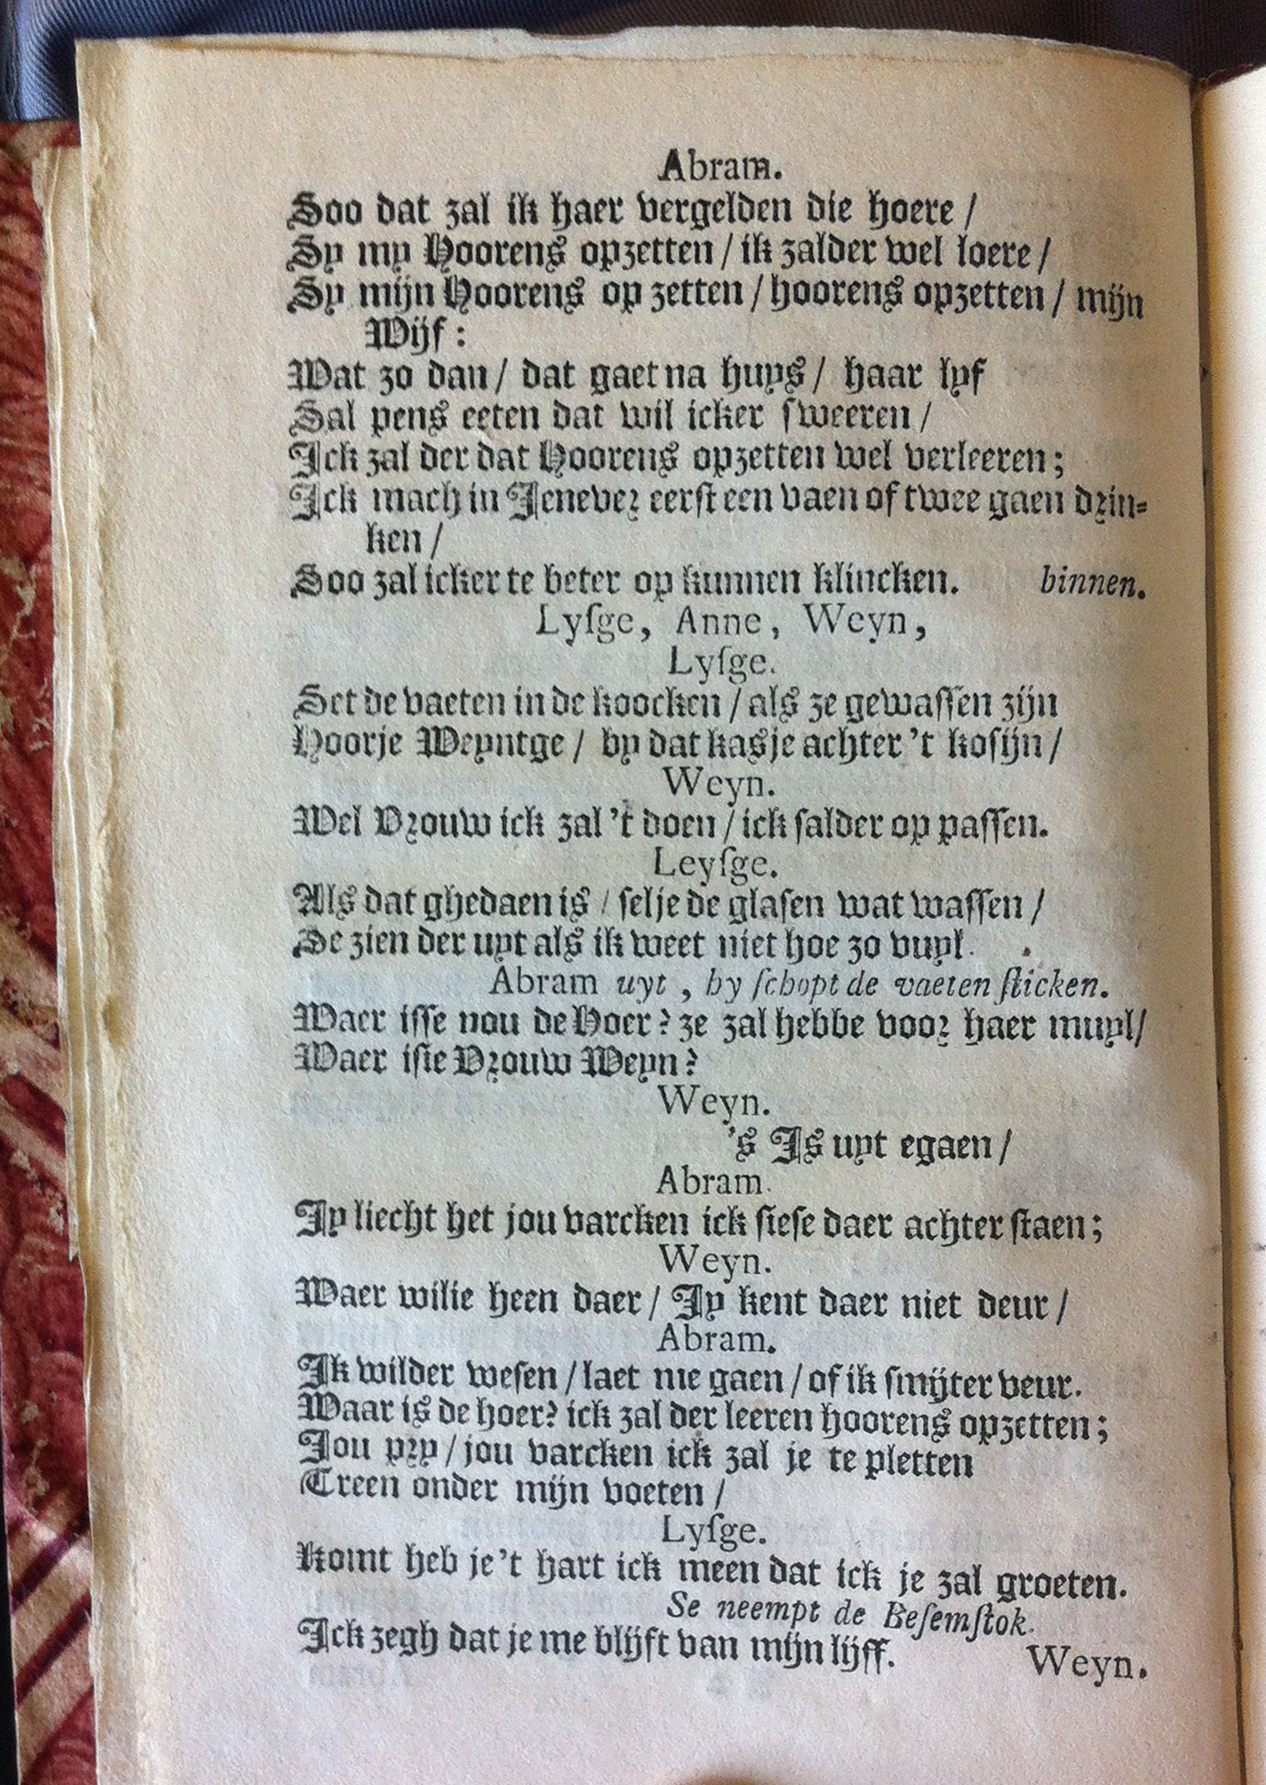 Abram.
Soo dat zal ik haer vergelden die hoere /
Sy my Hoorens opzetten / ik zalder wel loere /
Sy mijn Hoorens op zetten / hoorens opzetten / mijn
Wijf :
Wat zo dan / dat gaet na huys / haar lyf
Sal pens eeten dat wil icker ſweeren /
Ick zal der dat Hoorens opzetten wel verleeren ;
Ick mach in Jenever eerſt een vaen of twee gaen drin-
ken /
Soo zal icker te beter op kunnen klincken. binnen.
Lyſge, Anne, Weyn,
Lyſge.
Set de vaeten in de koocken / als ze gewaſſen zijn
Hoorje Weyntge / by dat kasje achter 't koſijn /
Weyn.
Wel Vrouw ick zal 't doen / ick ſalder op paſſen.
Leyſge.
Als dat ghedaen is / ſelje de glaſen wat waſſen /
Se zien der uyt als ik weet niet hoe zo vuyl.
Abram uyt, hy ſchopt de vaeten ſticken.
Waer iſſe nou de Hoer ? ze zal hebbe voor haer muyl /
Waer iſie Vrouw Weyn ?
Weyn.
's Is uyt egaen /
Abram.
Jy liecht het jou varcken ick ſieſe daer achter ſtaen ;
Weyn.
Waer wilie heen daer / Jy kent daer niet deur /
Abram.
Ik wilder weſen / laet me gaen / of ik ſmijter veur.
Waar is de hoer ? ick zal der leeren hoorens opzetten ;
Jou pry / jou varcken ick zal je te pletten
Treen onder mijn voeten /
Lyſge.
Komt heb je 't hart ick meen dat ick je zal groeten.
Se neempt de Beſemſtok.
Ick zegh dat je me blijft van mijn lijff. Weyn.